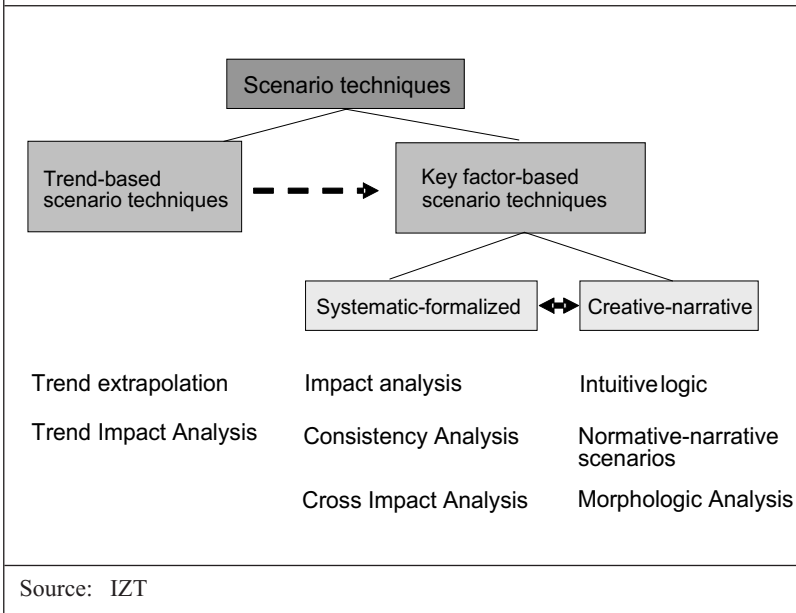 Scenario techniques
Trend-based
scenario techniques
Key factor-based
scenario techniques
Systematic-formalized
Creative-narrative
Trend extrapolation
Trend Impact Analysis
Impact analysis
Consistency Analysis
Cross Impact Analysis
Intuitivelogic
Normative-narrative
scenarios
Morphologic Analysis
Source: IZT